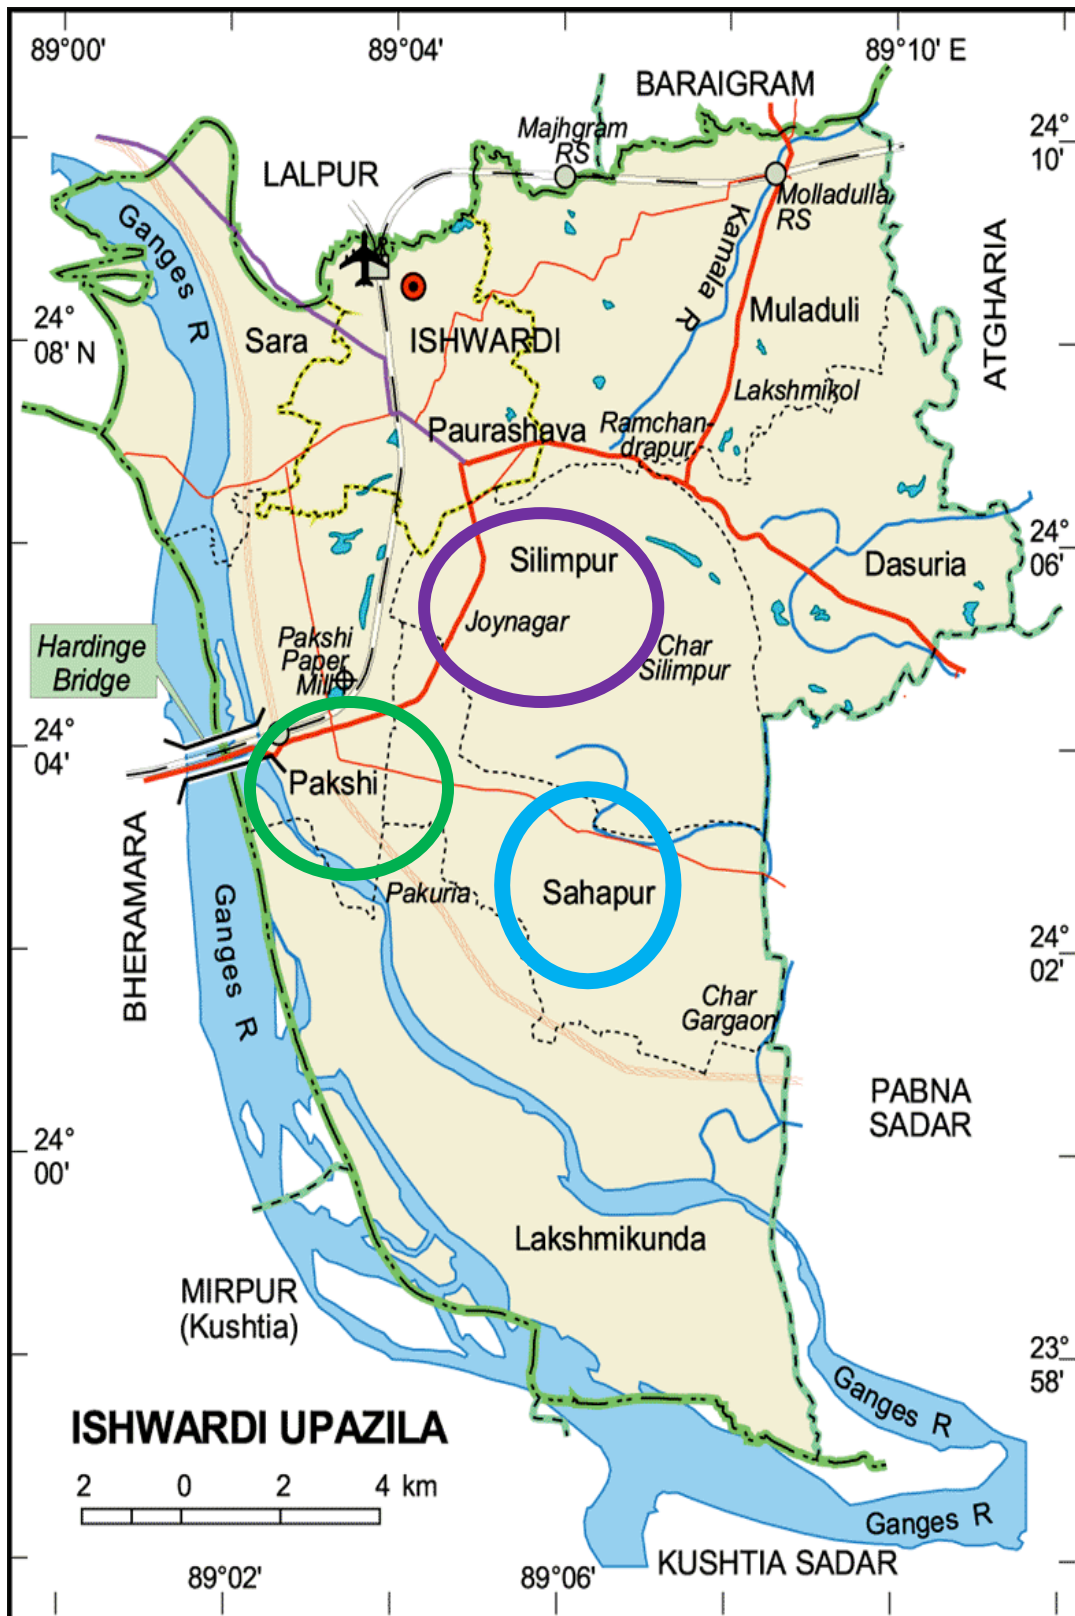 89°00'
89°04'
89°10' E
BARAIGRAM
Majhgram
RS
24°
10'
LALPUR
Molladulla
RS
Ganges R
Kamala R
ATGHARIA
24°
08' N
Sara
ISHWARDI
Muladuli
Lakshmikol
Paurashava
Ramchan-
drapur
Silimpur
Dasuria
24°
06'
Joynagar
Hardinge
Bridge
Pakshi
Paper
Mill
Char
Silimpur
24°
04'
Pakshi
BHERAMARA
Pakuria
Sahapur
Ganges R
24°
02'
Char
Gargaon
PABNA
SADAR
24°
00'
Lakshmikunda
MIRPUR
(Kushtia)
23°
58'
Ganges R
ISHWARDI UPAZILA
2 0 2 4 km
Ganges R
KUSHTIA SADAR
89°02'
89°06'